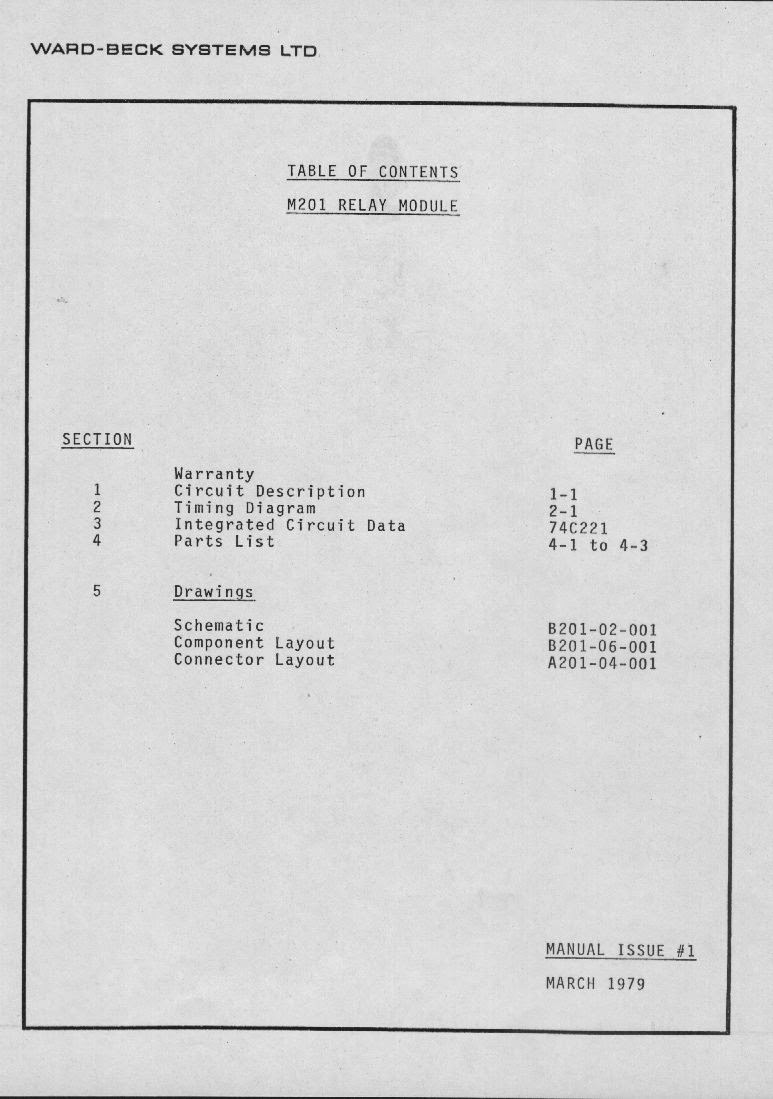 WARD-BECK SYSTEMS LTD.
TABLE OF CONTENTS
M201 RELAY MODULE
SECTION PAGE
Warranty
1 Circuit Description 1-1
2 Timing Diagram 2-1
3 Integrated Circuit Data 74C221
4 Parts List 4-1 to 4-3
5 Drawings
Schematic B201-02-001
Component Layout B201-06-001
Connector Layout A201-04-001
MANUAL ISSUE #1
MARCH 1979